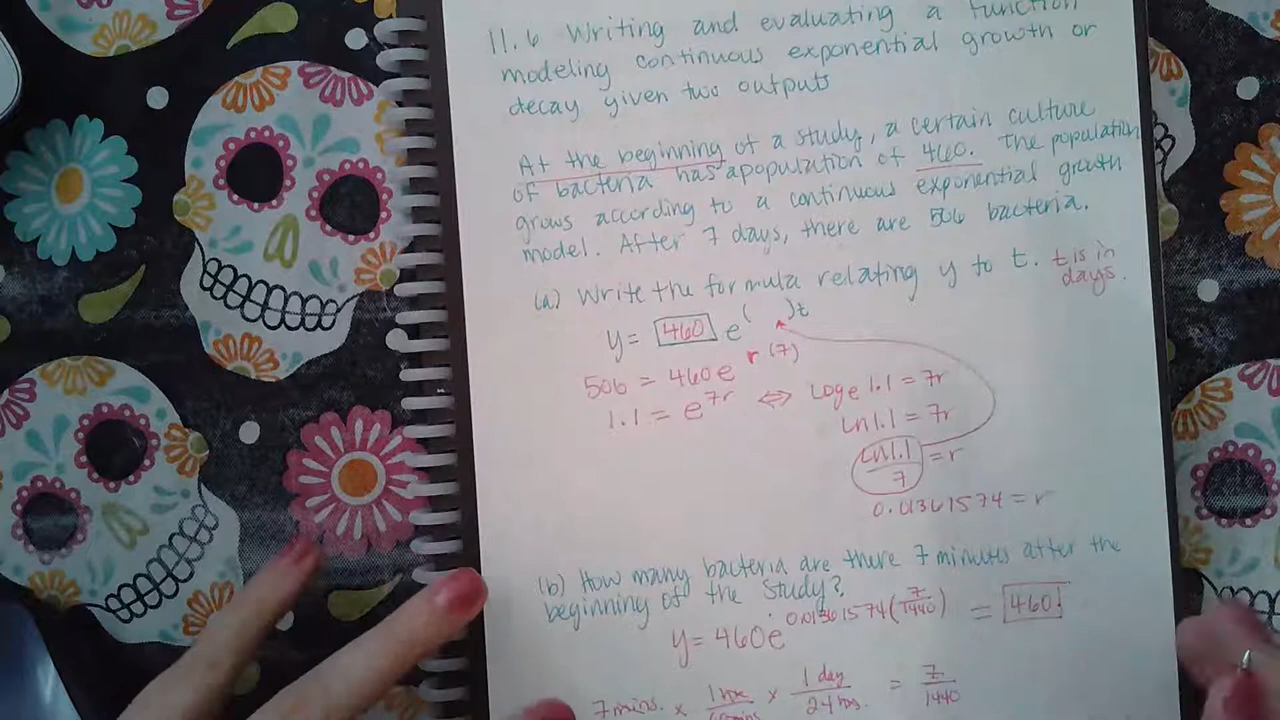 11.6 Writing and evaluating a function
modeling continuous exponential growth or
decay given two outputs
At the beginning of a study, a certain culture
of bacteria has a population of 460. The population
grows according to a continuous exponential growth
model. After 7 days, there are 506 bacteria.
(a) Write the formula relating y to t. t is in
days.
y = 460 e^( )t
506 = 460e^r(7)
1.1 = e^7r ⇔ Loge 1.1 = 7r
Ln1.1 = 7r
Ln1.1/7 = r
0.01361574 = r
(b) How many bacteria are there 7 minutes after the
beginning of the study?
y = 460e^0.01361574(7/1440) = 460
7 mins. × 1 hr/60mins × 1 day/24 hrs. = 7/1440